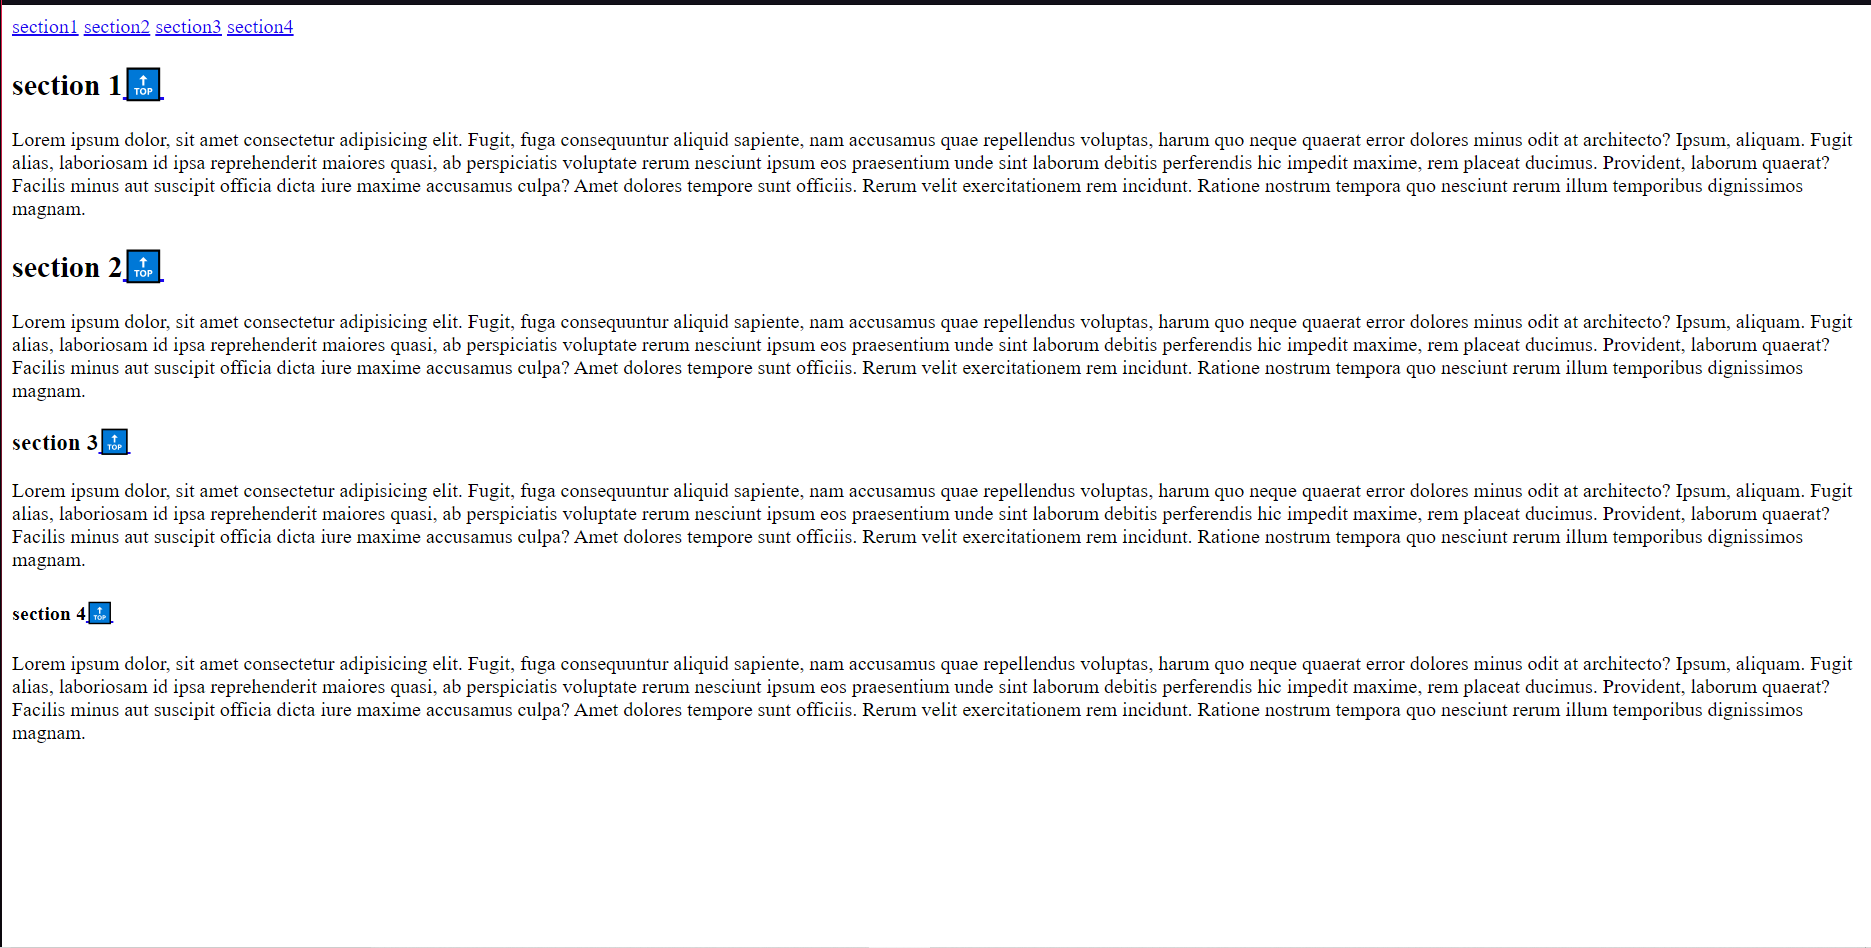 section1 section2 section3 section4
section 1 TOP
Lorem ipsum dolor, sit amet consectetur adipisicing elit. Fugit, fuga consequuntur aliquid sapiente, nam accusamus quae repellendus voluptas, harum quo neque quaerat error dolores minus odit at architecto? Ipsum, aliquam. Fugit
alias, laboriosam id ipsa reprehenderit maiores quasi, ab perspiciatis voluptate rerum nesciunt ipsum eos praesentium unde sint laborum debitis perferendis hic impedit maxime, rem placeat ducimus. Provident, laborum quaerat?
Facilis minus aut suscipit officia dicta iure maxime accusamus culpa? Amet dolores tempore sunt officiis. Rerum velit exercitationem rem incidunt. Ratione nostrum tempora quo nesciunt rerum illum temporibus dignissimos
magnam.
section 2 TOP
Lorem ipsum dolor, sit amet consectetur adipisicing elit. Fugit, fuga consequuntur aliquid sapiente, nam accusamus quae repellendus voluptas, harum quo neque quaerat error dolores minus odit at architecto? Ipsum, aliquam. Fugit
alias, laboriosam id ipsa reprehenderit maiores quasi, ab perspiciatis voluptate rerum nesciunt ipsum eos praesentium unde sint laborum debitis perferendis hic impedit maxime, rem placeat ducimus. Provident, laborum quaerat?
Facilis minus aut suscipit officia dicta iure maxime accusamus culpa? Amet dolores tempore sunt officiis. Rerum velit exercitationem rem incidunt. Ratione nostrum tempora quo nesciunt rerum illum temporibus dignissimos
magnam.
section 3 TOP
Lorem ipsum dolor, sit amet consectetur adipisicing elit. Fugit, fuga consequuntur aliquid sapiente, nam accusamus quae repellendus voluptas, harum quo neque quaerat error dolores minus odit at architecto? Ipsum, aliquam. Fugit
alias, laboriosam id ipsa reprehenderit maiores quasi, ab perspiciatis voluptate rerum nesciunt ipsum eos praesentium unde sint laborum debitis perferendis hic impedit maxime, rem placeat ducimus. Provident, laborum quaerat?
Facilis minus aut suscipit officia dicta iure maxime accusamus culpa? Amet dolores tempore sunt officiis. Rerum velit exercitationem rem incidunt. Ratione nostrum tempora quo nesciunt rerum illum temporibus dignissimos
magnam.
section 4 TOP
Lorem ipsum dolor, sit amet consectetur adipisicing elit. Fugit, fuga consequuntur aliquid sapiente, nam accusamus quae repellendus voluptas, harum quo neque quaerat error dolores minus odit at architecto? Ipsum, aliquam. Fugit
alias, laboriosam id ipsa reprehenderit maiores quasi, ab perspiciatis voluptate rerum nesciunt ipsum eos praesentium unde sint laborum debitis perferendis hic impedit maxime, rem placeat ducimus. Provident, laborum quaerat?
Facilis minus aut suscipit officia dicta iure maxime accusamus culpa? Amet dolores tempore sunt officiis. Rerum velit exercitationem rem incidunt. Ratione nostrum tempora quo nesciunt rerum illum temporibus dignissimos
magnam.